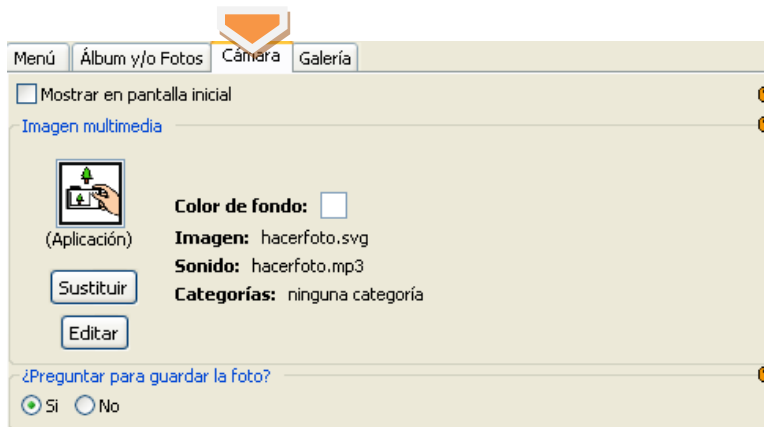 Menú Álbum y/o Fotos Cámara Galería
Mostrar en pantalla inicial
Imagen multimedia
(Aplicación)
Color de fondo:
Imagen: hacerfoto.svg
Sonido: hacerfoto.mp3
Categorías: ninguna categoría
Sustituir
Editar
¿Preguntar para guardar la foto?
Si No